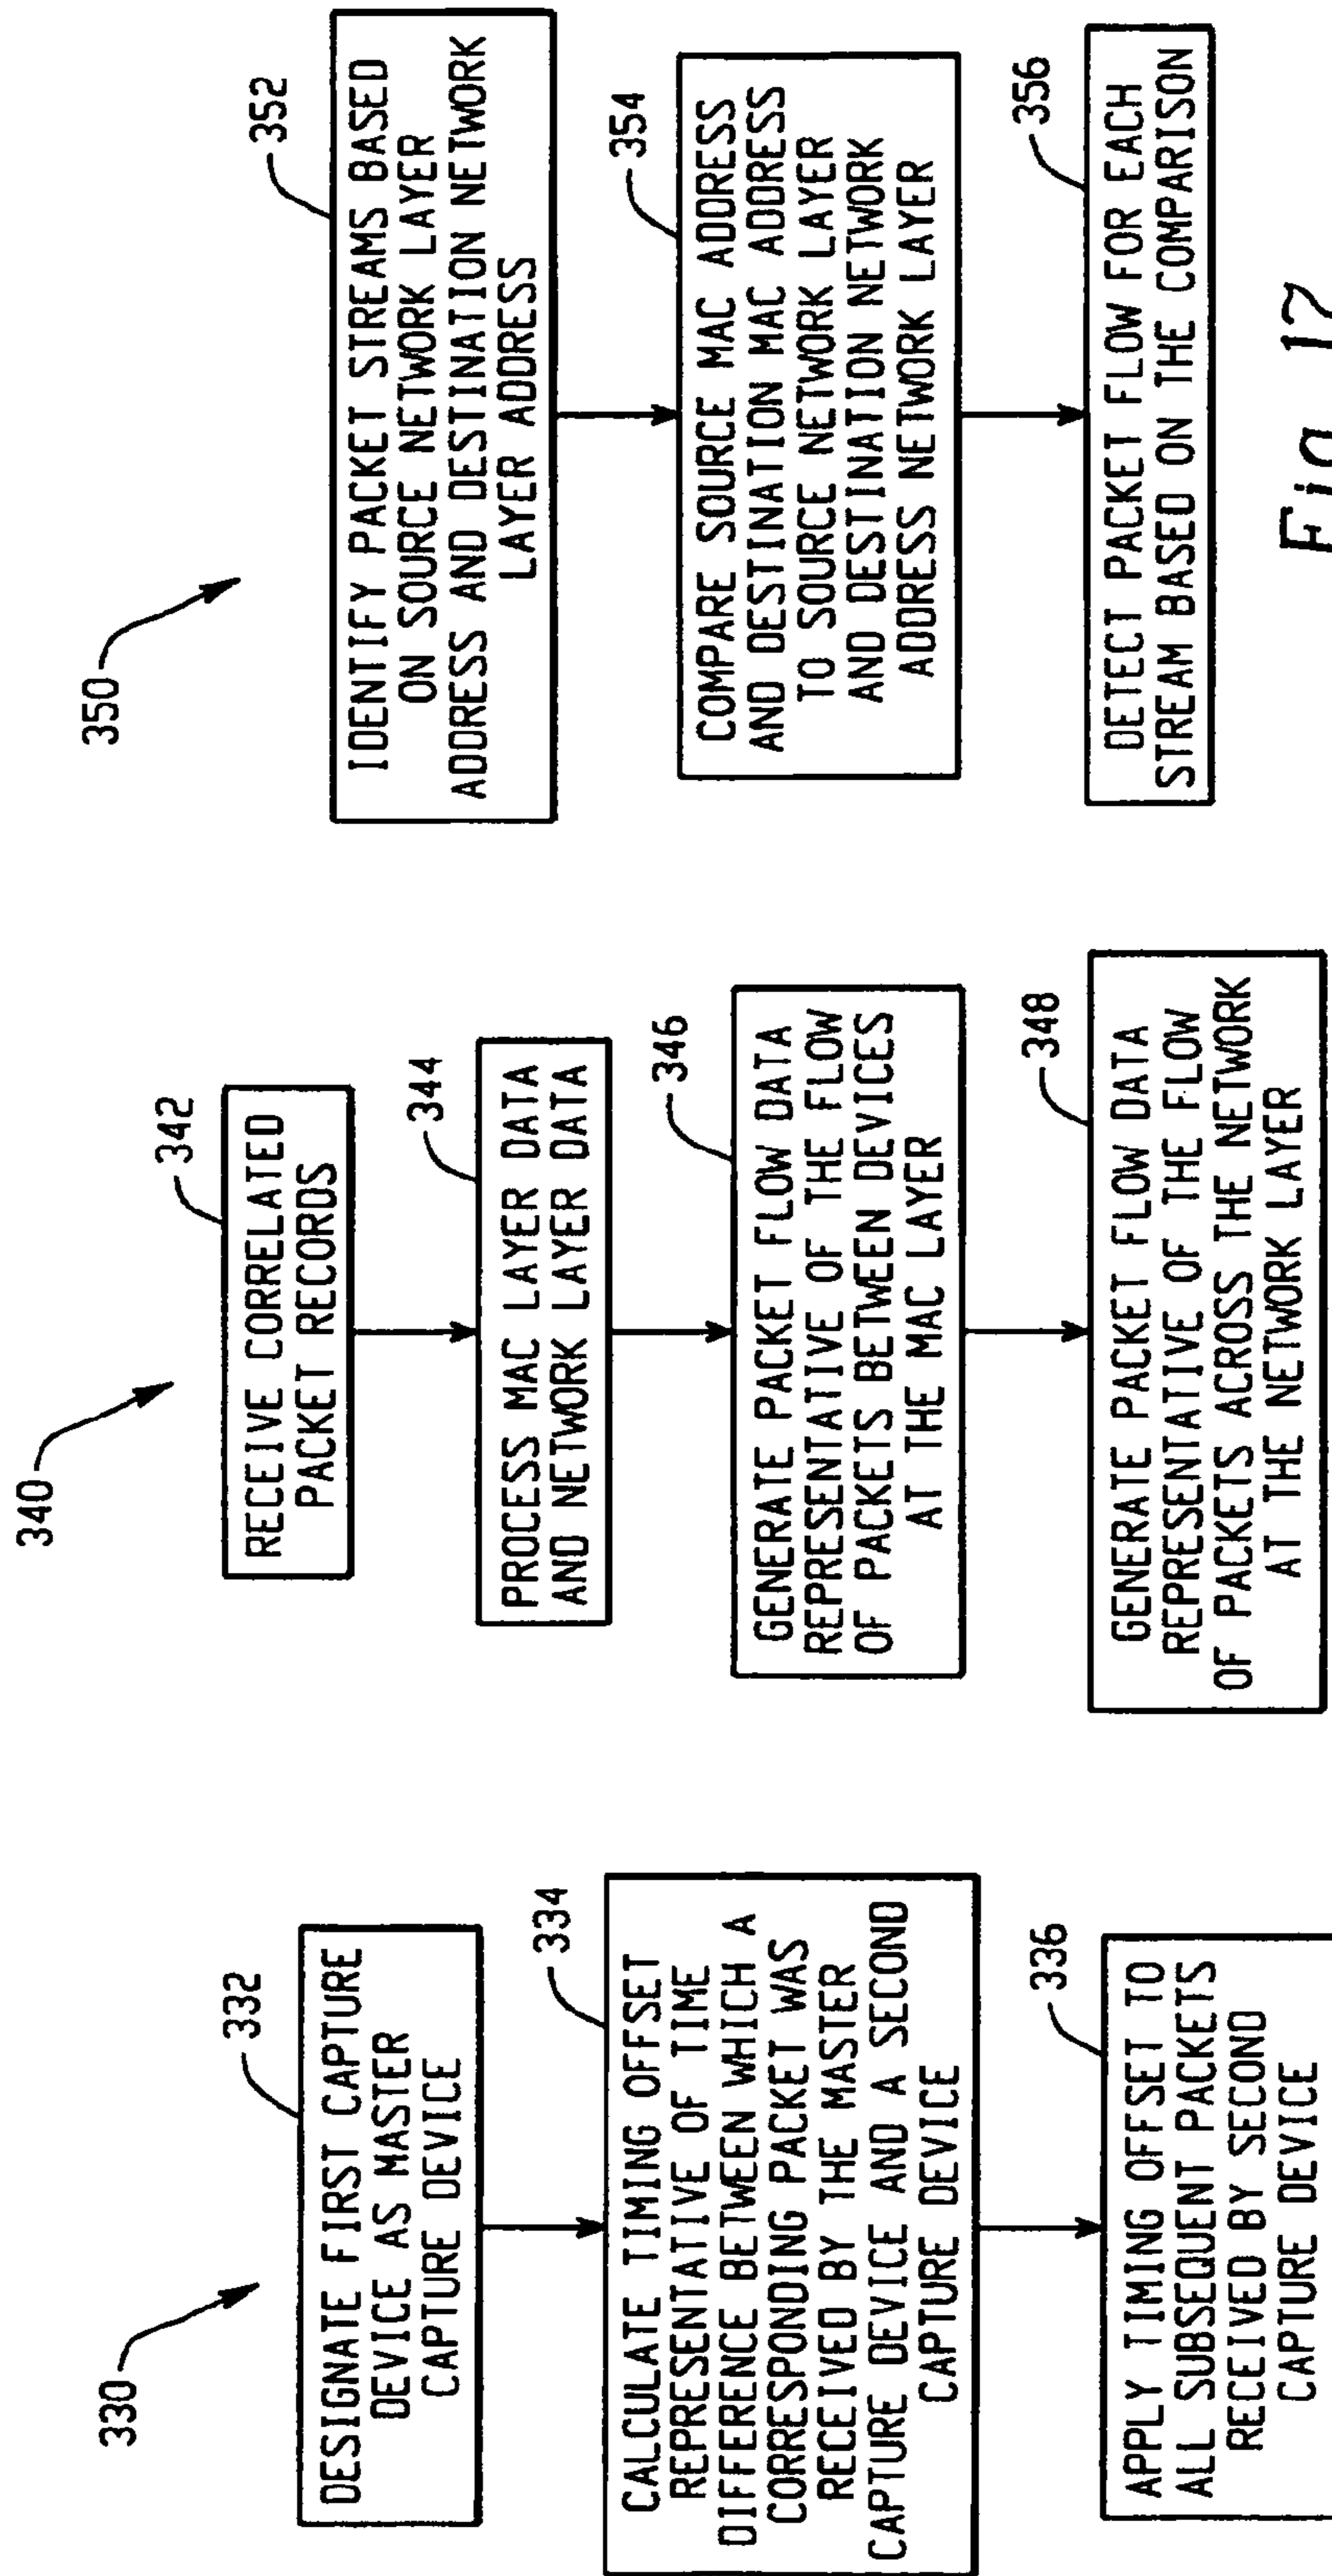 330
332
DESIGNATE FIRST CAPTURE
DEVICE AS MASTER
CAPTURE DEVICE
334
CALCULATE TIMING OFFSET
REPRESENTATIVE OF TIME
DIFFERENCE BETWEEN WHICH A
CORRESPONDING PACKET WAS
RECEIVED BY THE MASTER
CAPTURE DEVICE AND A SECOND
CAPTURE DEVICE
336
APPLY TIMING OFFSET TO
ALL SUBSEQUENT PACKETS
RECEIVED BY SECOND
CAPTURE DEVICE
340
342
RECEIVE CORRELATED
PACKET RECORDS
344
PROCESS MAC LAYER DATA
AND NETWORK LAYER DATA
346
GENERATE PACKET FLOW DATA
REPRESENTATIVE OF THE FLOW
OF PACKETS BETWEEN DEVICES
AT THE MAC LAYER
348
GENERATE PACKET FLOW DATA
REPRESENTATIVE OF THE FLOW
OF PACKETS ACROSS THE NETWORK
AT THE NETWORK LAYER
350
352
IDENTIFY PACKET STREAMS BASED
ON SOURCE NETWORK LAYER
ADDRESS AND DESTINATION NETWORK
LAYER ADDRESS
354
COMPARE SOURCE MAC ADDRESS
AND DESTINATION MAC ADDRESS
TO SOURCE NETWORK LAYER
AND DESTINATION NETWORK
ADDRESS NETWORK LAYER
356
DETECT PACKET FLOW FOR EACH
STREAM BASED ON THE COMPARISON
Fig. 17